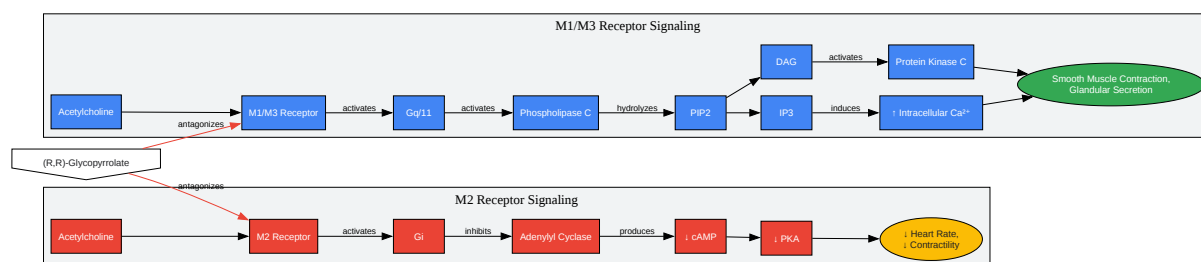 M1/M3 Receptor Signaling
DAG
activates
Protein Kinase C
Smooth Muscle Contraction,
Glandular Secretion
Acetylcholine
M1/M3 Receptor
activates
Gq/11
activates
Phospholipase C
hydrolyzes
PIP2
IP3
induces
↑ Intracellular Ca²⁺
antagonizes
(R,R)-Glycopyrrolate
antagonizes
M2 Receptor Signaling
Acetylcholine
M2 Receptor
activates
Gi
inhibits
Adenylyl Cyclase
produces
↓ cAMP
↓ PKA
↓ Heart Rate,
↓ Contractility